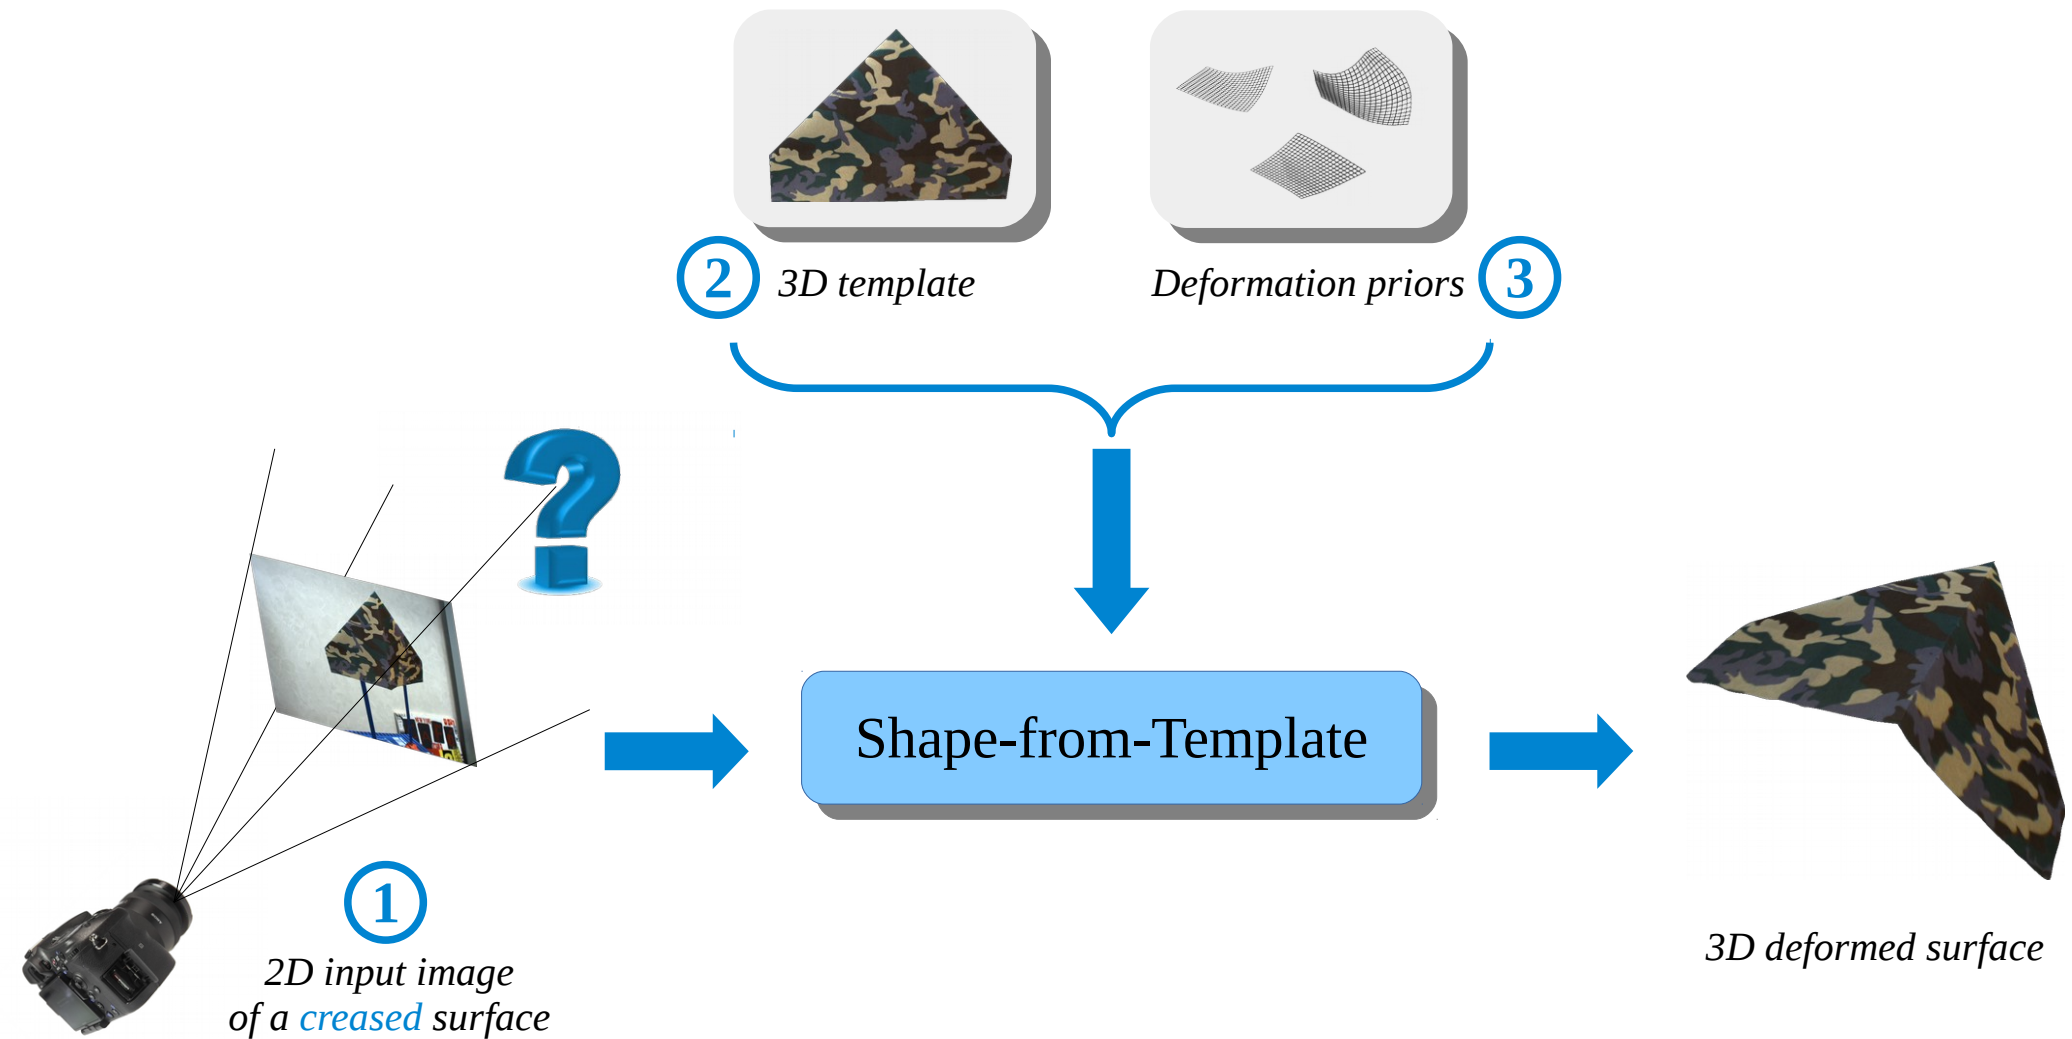 2
3D template
Deformation priors
3
Shape-from-Template
1
2D input image
of a creased surface
3D deformed surface